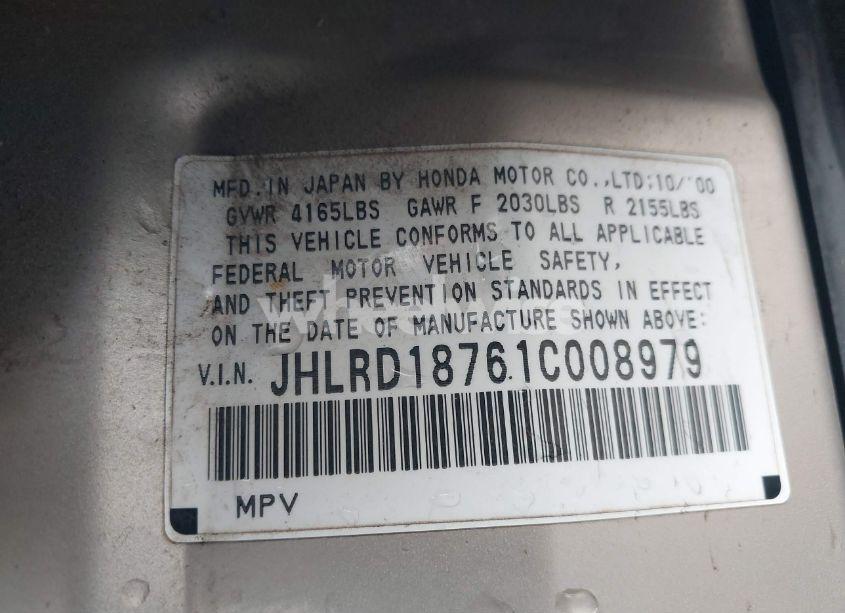 MFD. IN JAPAN BY HONDA MOTOR CO.,LTD;10/'00
GVWR 4165LBS GAWR F 2030LBS R 2155LBS
THIS VEHICLE CONFORMS TO ALL APPLICABLE
FEDERAL MOTOR VEHICLE SAFETY,
AND THEFT PREVENTION STANDARDS IN EFFECT
ON THE DATE OF MANUFACTURE SHOWN ABOVE:
V.I.N. JHLRD18761C008979
MPV